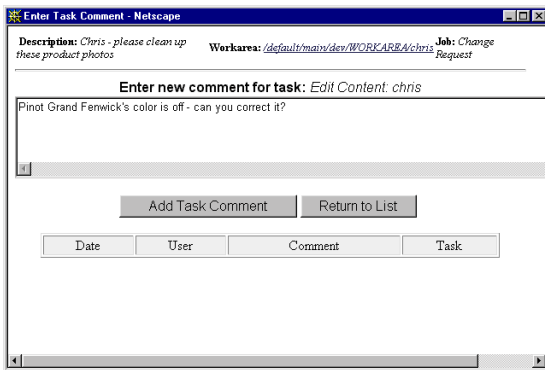 Enter Task Comment - Netscape
Description: Chris - please clean up these product photos
Workarea: /default/main/dev/WORKAREA/chris
Job: Change Request
Enter new comment for task: Edit Content: chris
Pinot Grand Fenwick's color is off - can you correct it?
Add Task Comment Return to List
Date User Comment Task